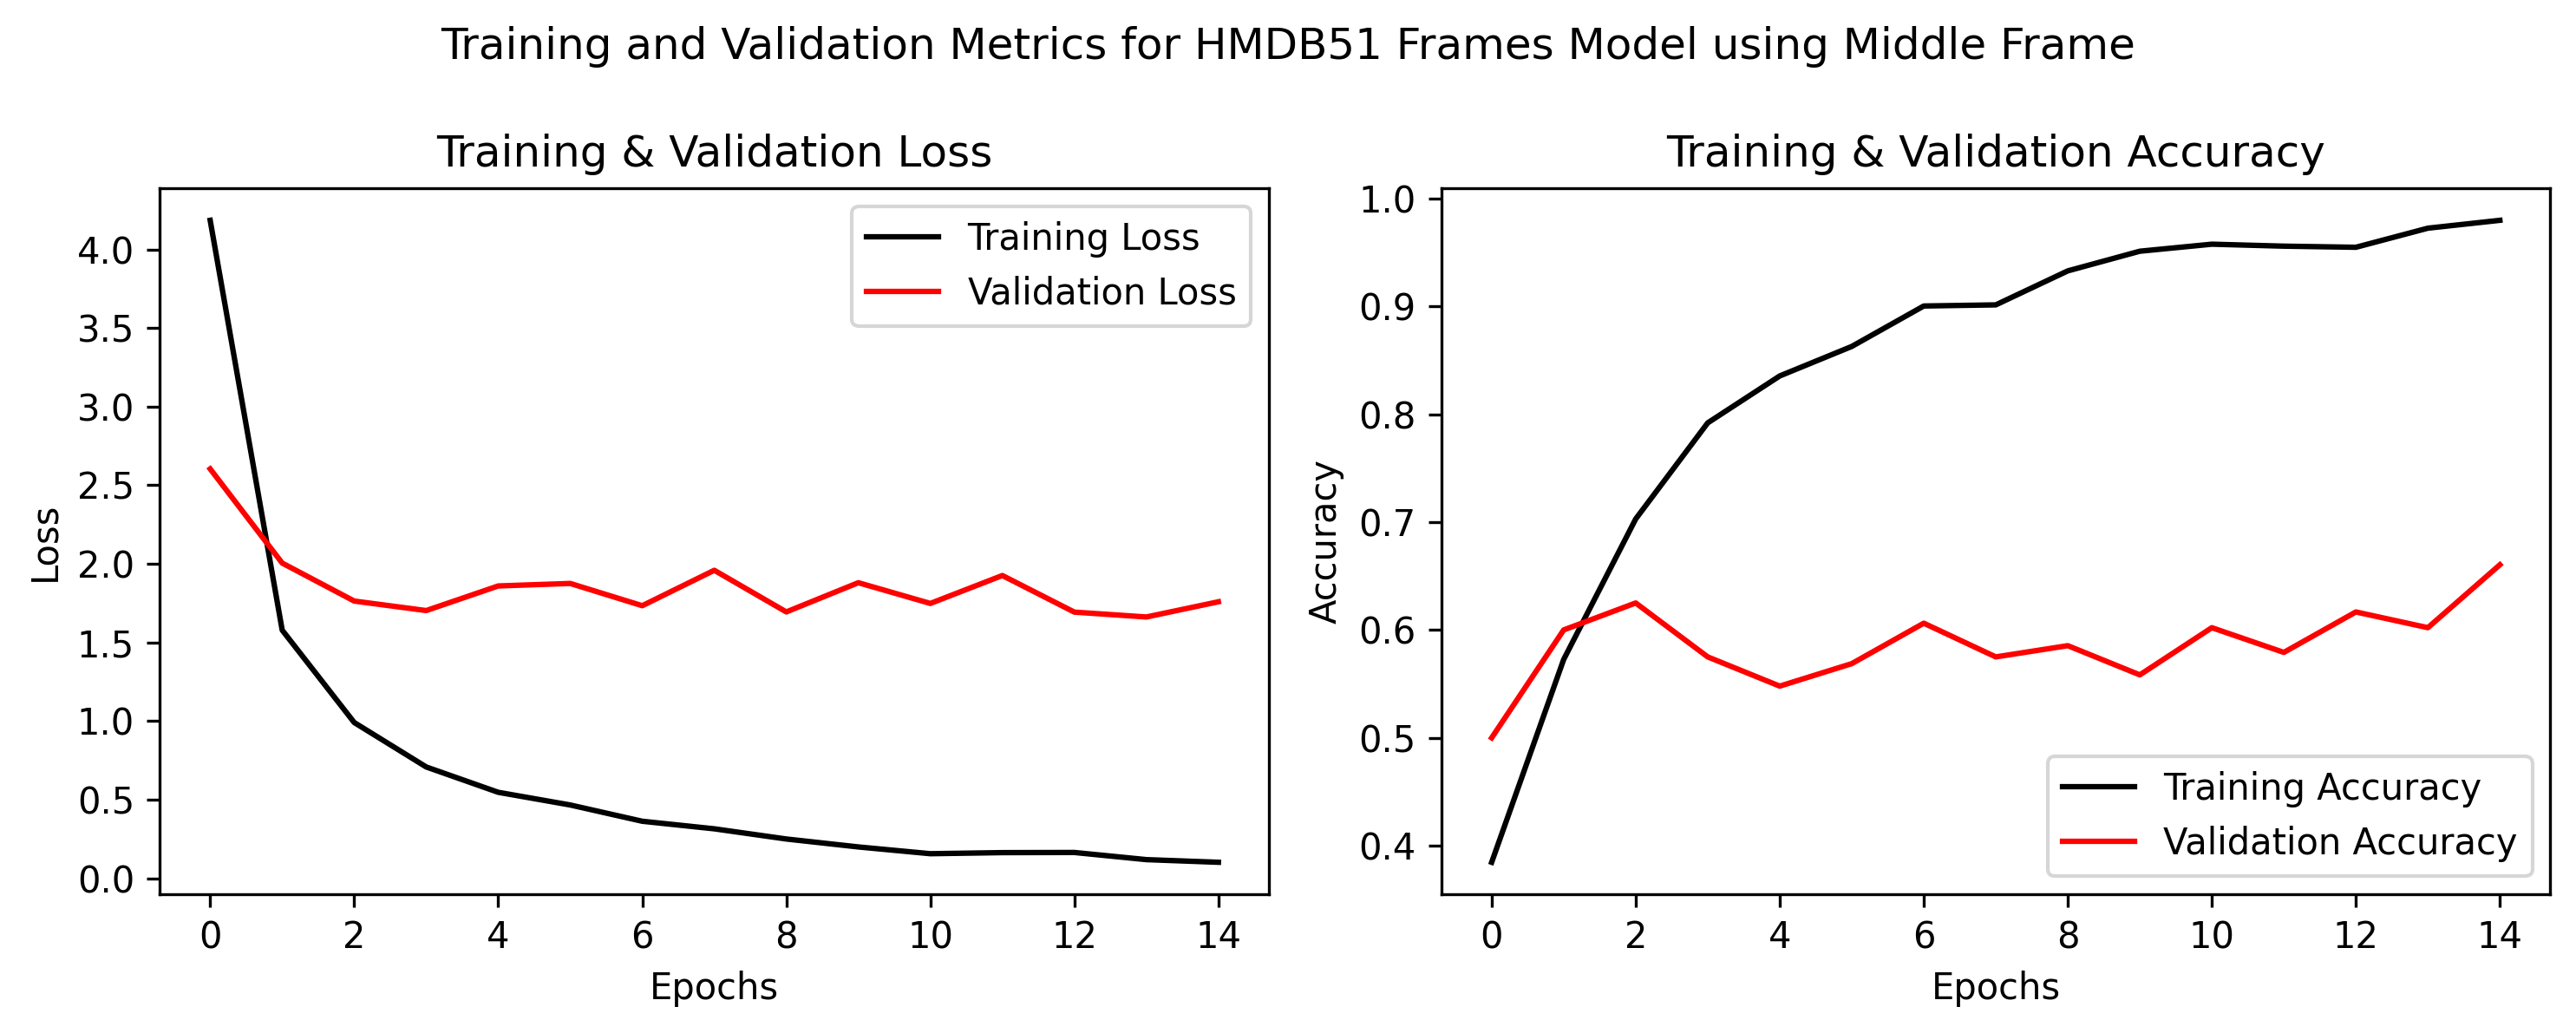 Training and Validation Metrics for HMDB51 Frames Model using Middle Frame
Training & Validation Loss
4.0
3.5
3.0
2.5
2.0
1.5
1.0
0.5
0.0
Loss
Training Loss
Validation Loss
0 2 4 6 8 10 12 14
Epochs
Training & Validation Accuracy
1.0
0.9
0.8
0.7
0.6
0.5
0.4
Accuracy
Training Accuracy
Validation Accuracy
0 2 4 6 8 10 12 14
Epochs